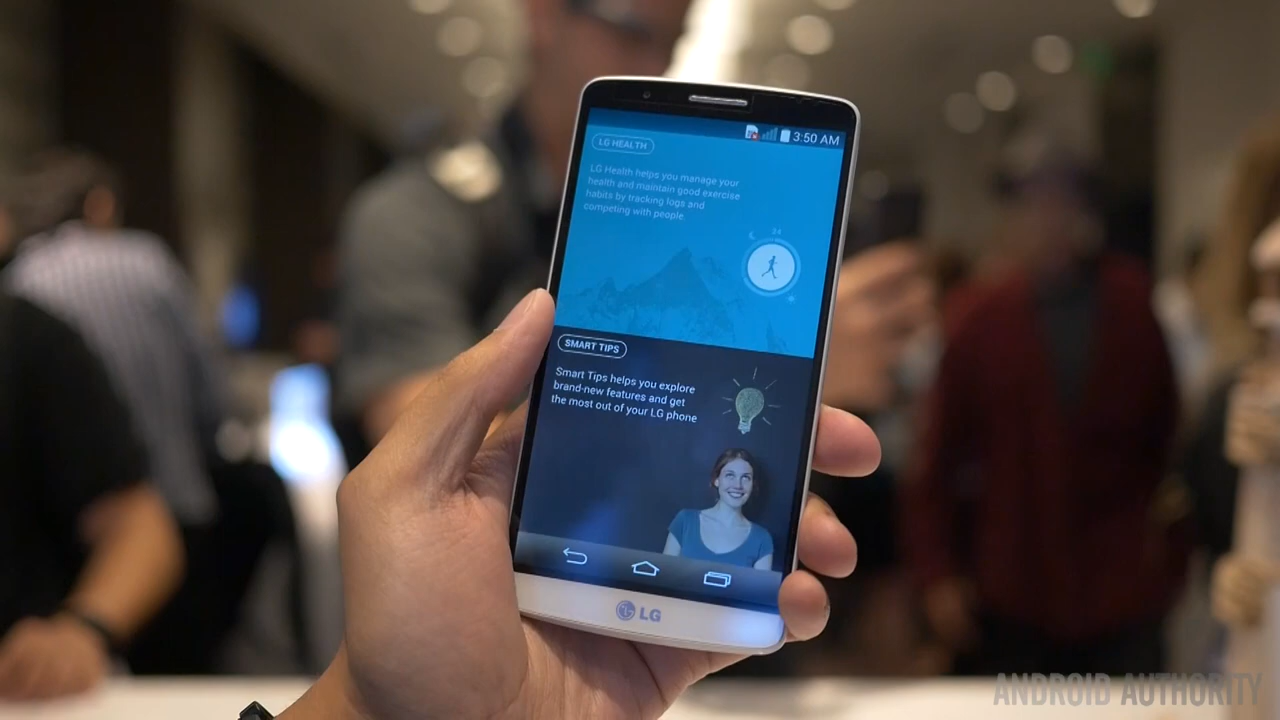 3:50 AM
LG HEALTH
LG Health helps you manage your
health and maintain good exercise
habits by tracking logs and
competing with people
24
SMART TIPS
Smart Tips helps you explore
brand-new features and get
the most out of your LG phone
LG
ANDROID AUTHORITY